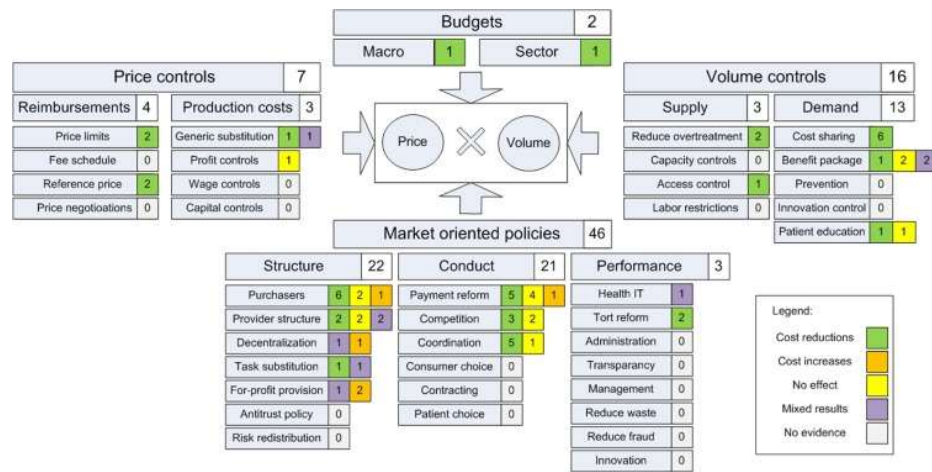 Budgets 2
Macro 1 Sector 1
Price controls 7
Reimbursements 4 Production costs 3
Price limits 2
Fee schedule 0
Reference price 2
Price negotioations 0
Generic substitution 1 1
Profit controls 1
Wage controls 0
Capital controls 0
Price Volume
Volume controls 16
Supply 3 Demand 13
Reduce overtreatment 2
Capacity controls 0
Access control 1
Labor restrictions 0
Cost sharing 6
Benefit package 1 2 2
Prevention 0
Innovation control 0
Patient education 1 1
Market oriented policies 46
Structure 22
Purchasers 6 2 1
Provider structure 2 2 2
Decentralization 1 1
Task substitution 1 1
For-profit provision 1 2
Antitrust policy 0
Risk redistribution 0
Conduct 21
Payment reform 5 4 1
Competition 3 2
Coordination 5 1
Consumer choice 0
Contracting 0
Patient choice 0
Performance 3
Health IT 1
Tort reform 2
Administration 0
Transparancy 0
Management 0
Reduce waste 0
Reduce fraud 0
Innovation 0
Legend:
Cost reductions
Cost increases
No effect
Mixed results
No evidence